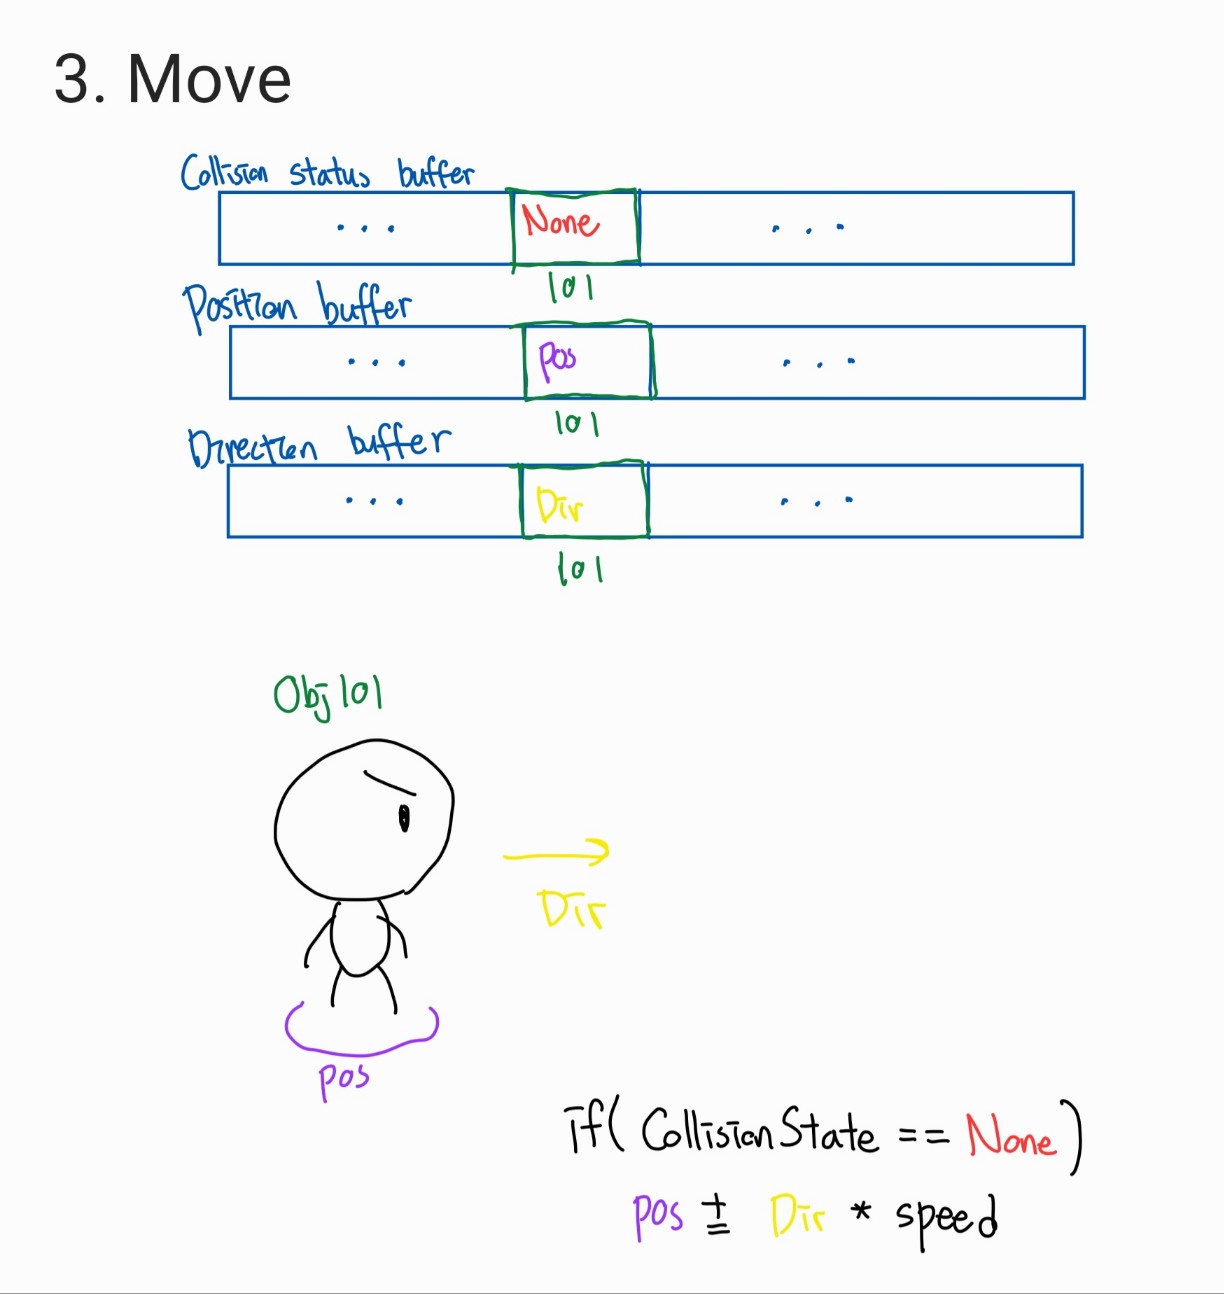 3. Move
Collision status buffer
... None ...
101
Position buffer
... Pos ...
101
Direction buffer
... Dir ...
101
Obj 101
Dir
Pos
if( CollisionState == None )
Pos += Dir * speed